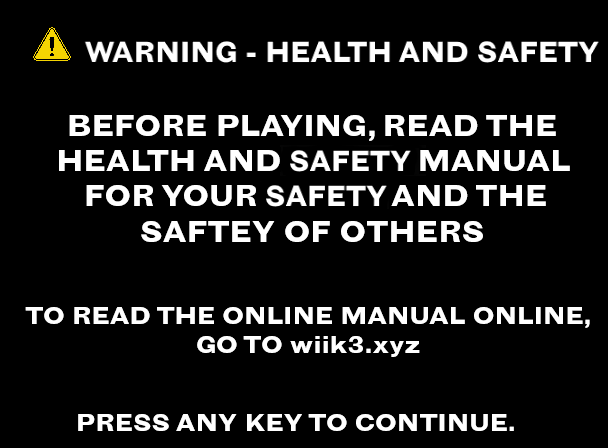 WARNING - HEALTH AND SAFETY
BEFORE PLAYING, READ THE
HEALTH AND SAFETY MANUAL
FOR YOUR SAFETY AND THE
SAFTEY OF OTHERS
TO READ THE ONLINE MANUAL ONLINE,
GO TO wiik3.xyz
PRESS ANY KEY TO CONTINUE.